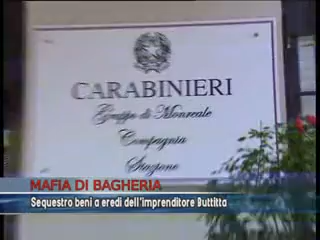 CARABINIERI
Gruppo di Monreale
Compagnia
Stazione
MAFIA DI BAGHERIA
Sequestro beni a eredi dell'imprenditore Buttitta